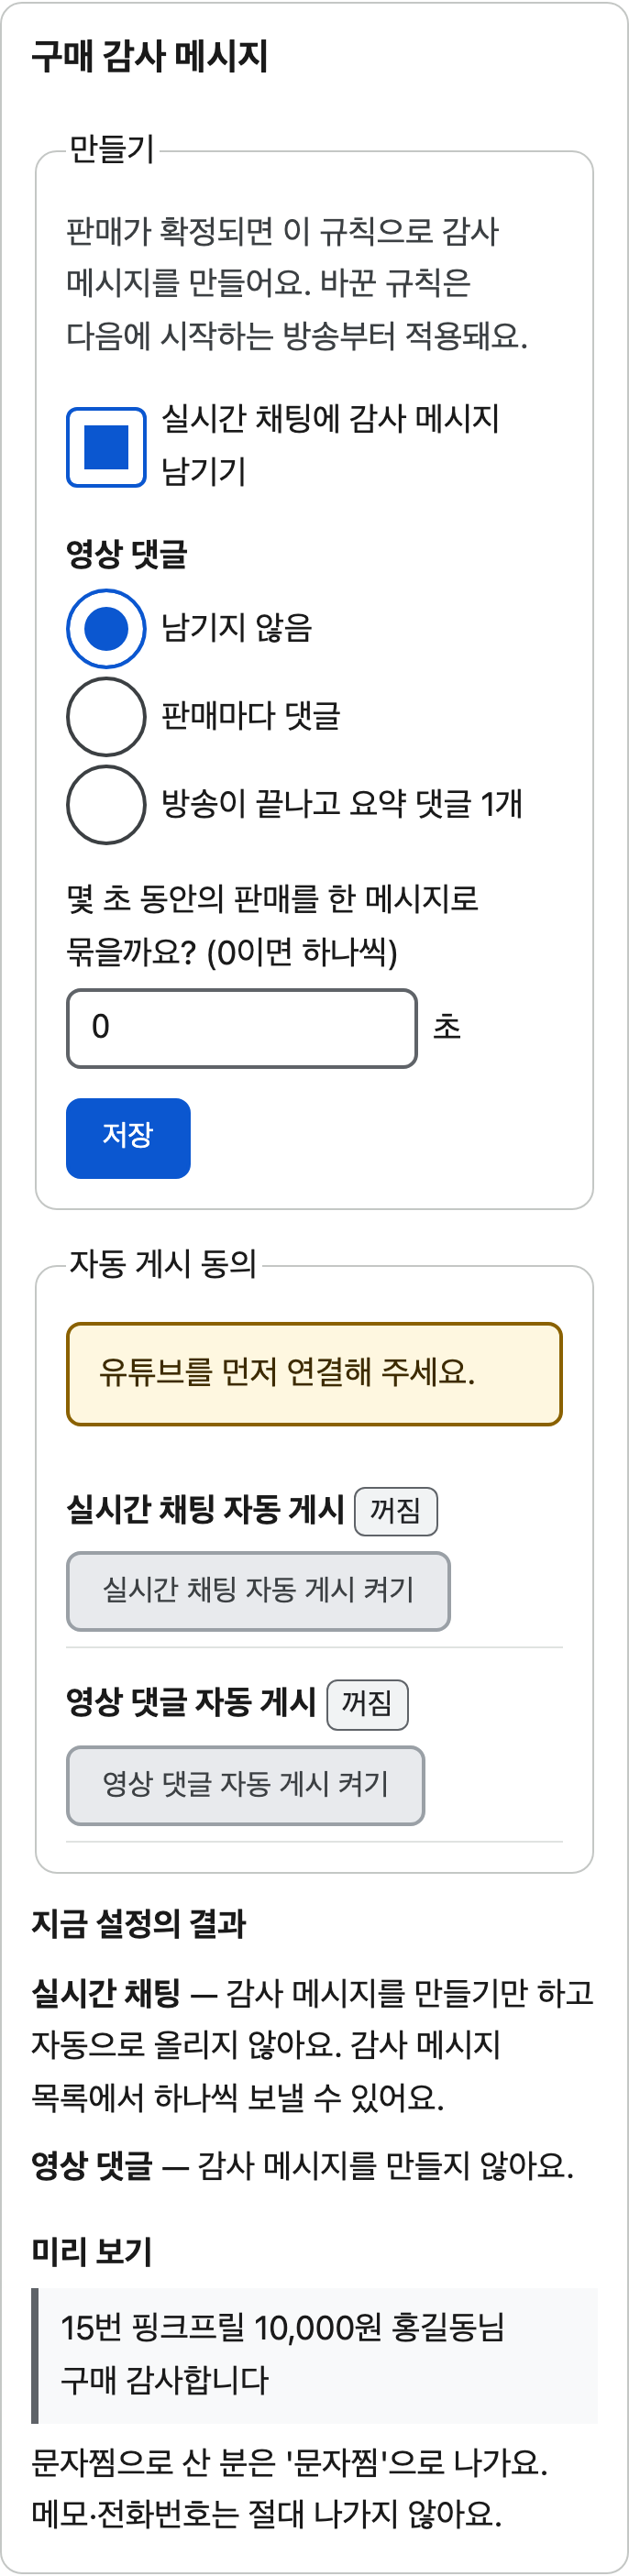 구매 감사 메시지
만들기
판매가 확정되면 이 규칙으로 감사
메시지를 만들어요. 바꾼 규칙은
다음에 시작하는 방송부터 적용돼요.
실시간 채팅에 감사 메시지
남기기
영상 댓글
남기지 않음
판매마다 댓글
방송이 끝나고 요약 댓글 1개
몇 초 동안의 판매를 한 메시지로
묶을까요? (0이면 하나씩)
0 초
저장
자동 게시 동의
유튜브를 먼저 연결해 주세요.
실시간 채팅 자동 게시 꺼짐
실시간 채팅 자동 게시 켜기
영상 댓글 자동 게시 꺼짐
영상 댓글 자동 게시 켜기
지금 설정의 결과
실시간 채팅 — 감사 메시지를 만들기만 하고
자동으로 올리지 않아요. 감사 메시지
목록에서 하나씩 보낼 수 있어요.
영상 댓글 — 감사 메시지를 만들지 않아요.
미리 보기
15번 핑크프릴 10,000원 홍길동님
구매 감사합니다
문자찜으로 산 분은 '문자찜'으로 나가요.
메모·전화번호는 절대 나가지 않아요.